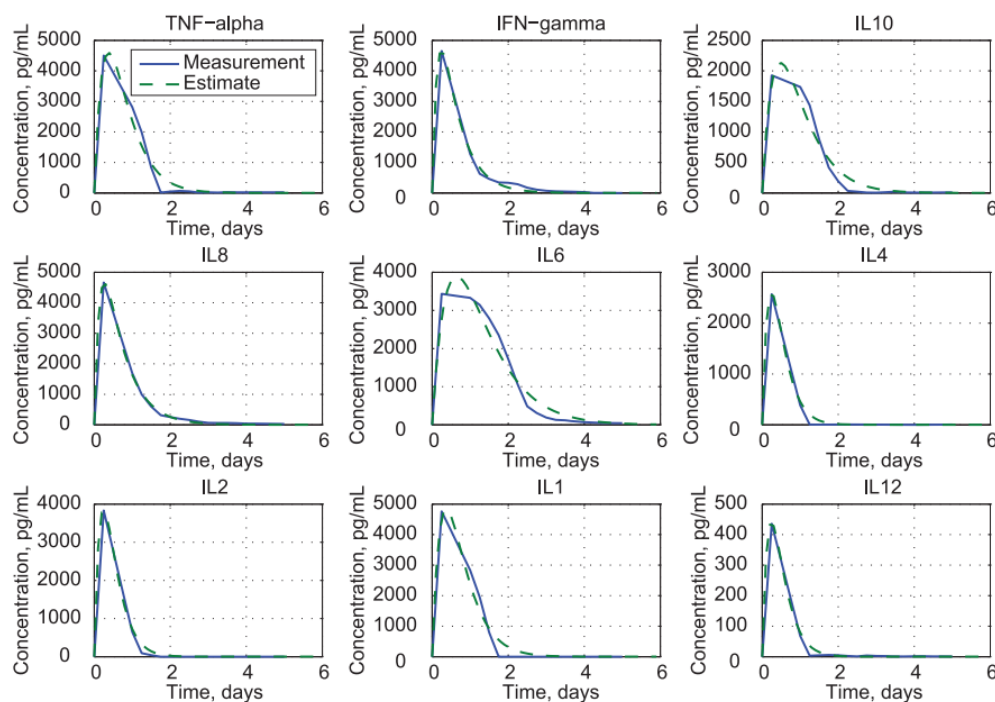 TNF−alpha
Concentration, pg/mL
5000
4000
3000
2000
1000
0
Measurement
Estimate
0 2 4 6
Time, days
IFN−gamma
Concentration, pg/mL
5000
4000
3000
2000
1000
0
0 2 4 6
Time, days
IL10
Concentration, pg/mL
2500
2000
1500
1000
500
0
0 2 4 6
Time, days
IL8
Concentration, pg/mL
5000
4000
3000
2000
1000
0
0 2 4 6
Time, days
IL6
Concentration, pg/mL
4000
3000
2000
1000
0
0 2 4 6
Time, days
IL4
Concentration, pg/mL
3000
2000
1000
0
0 2 4 6
Time, days
IL2
Concentration, pg/mL
4000
3000
2000
1000
0
0 2 4 6
Time, days
IL1
Concentration, pg/mL
5000
4000
3000
2000
1000
0
0 2 4 6
Time, days
IL12
Concentration, pg/mL
500
400
300
200
100
0
0 2 4 6
Time, days